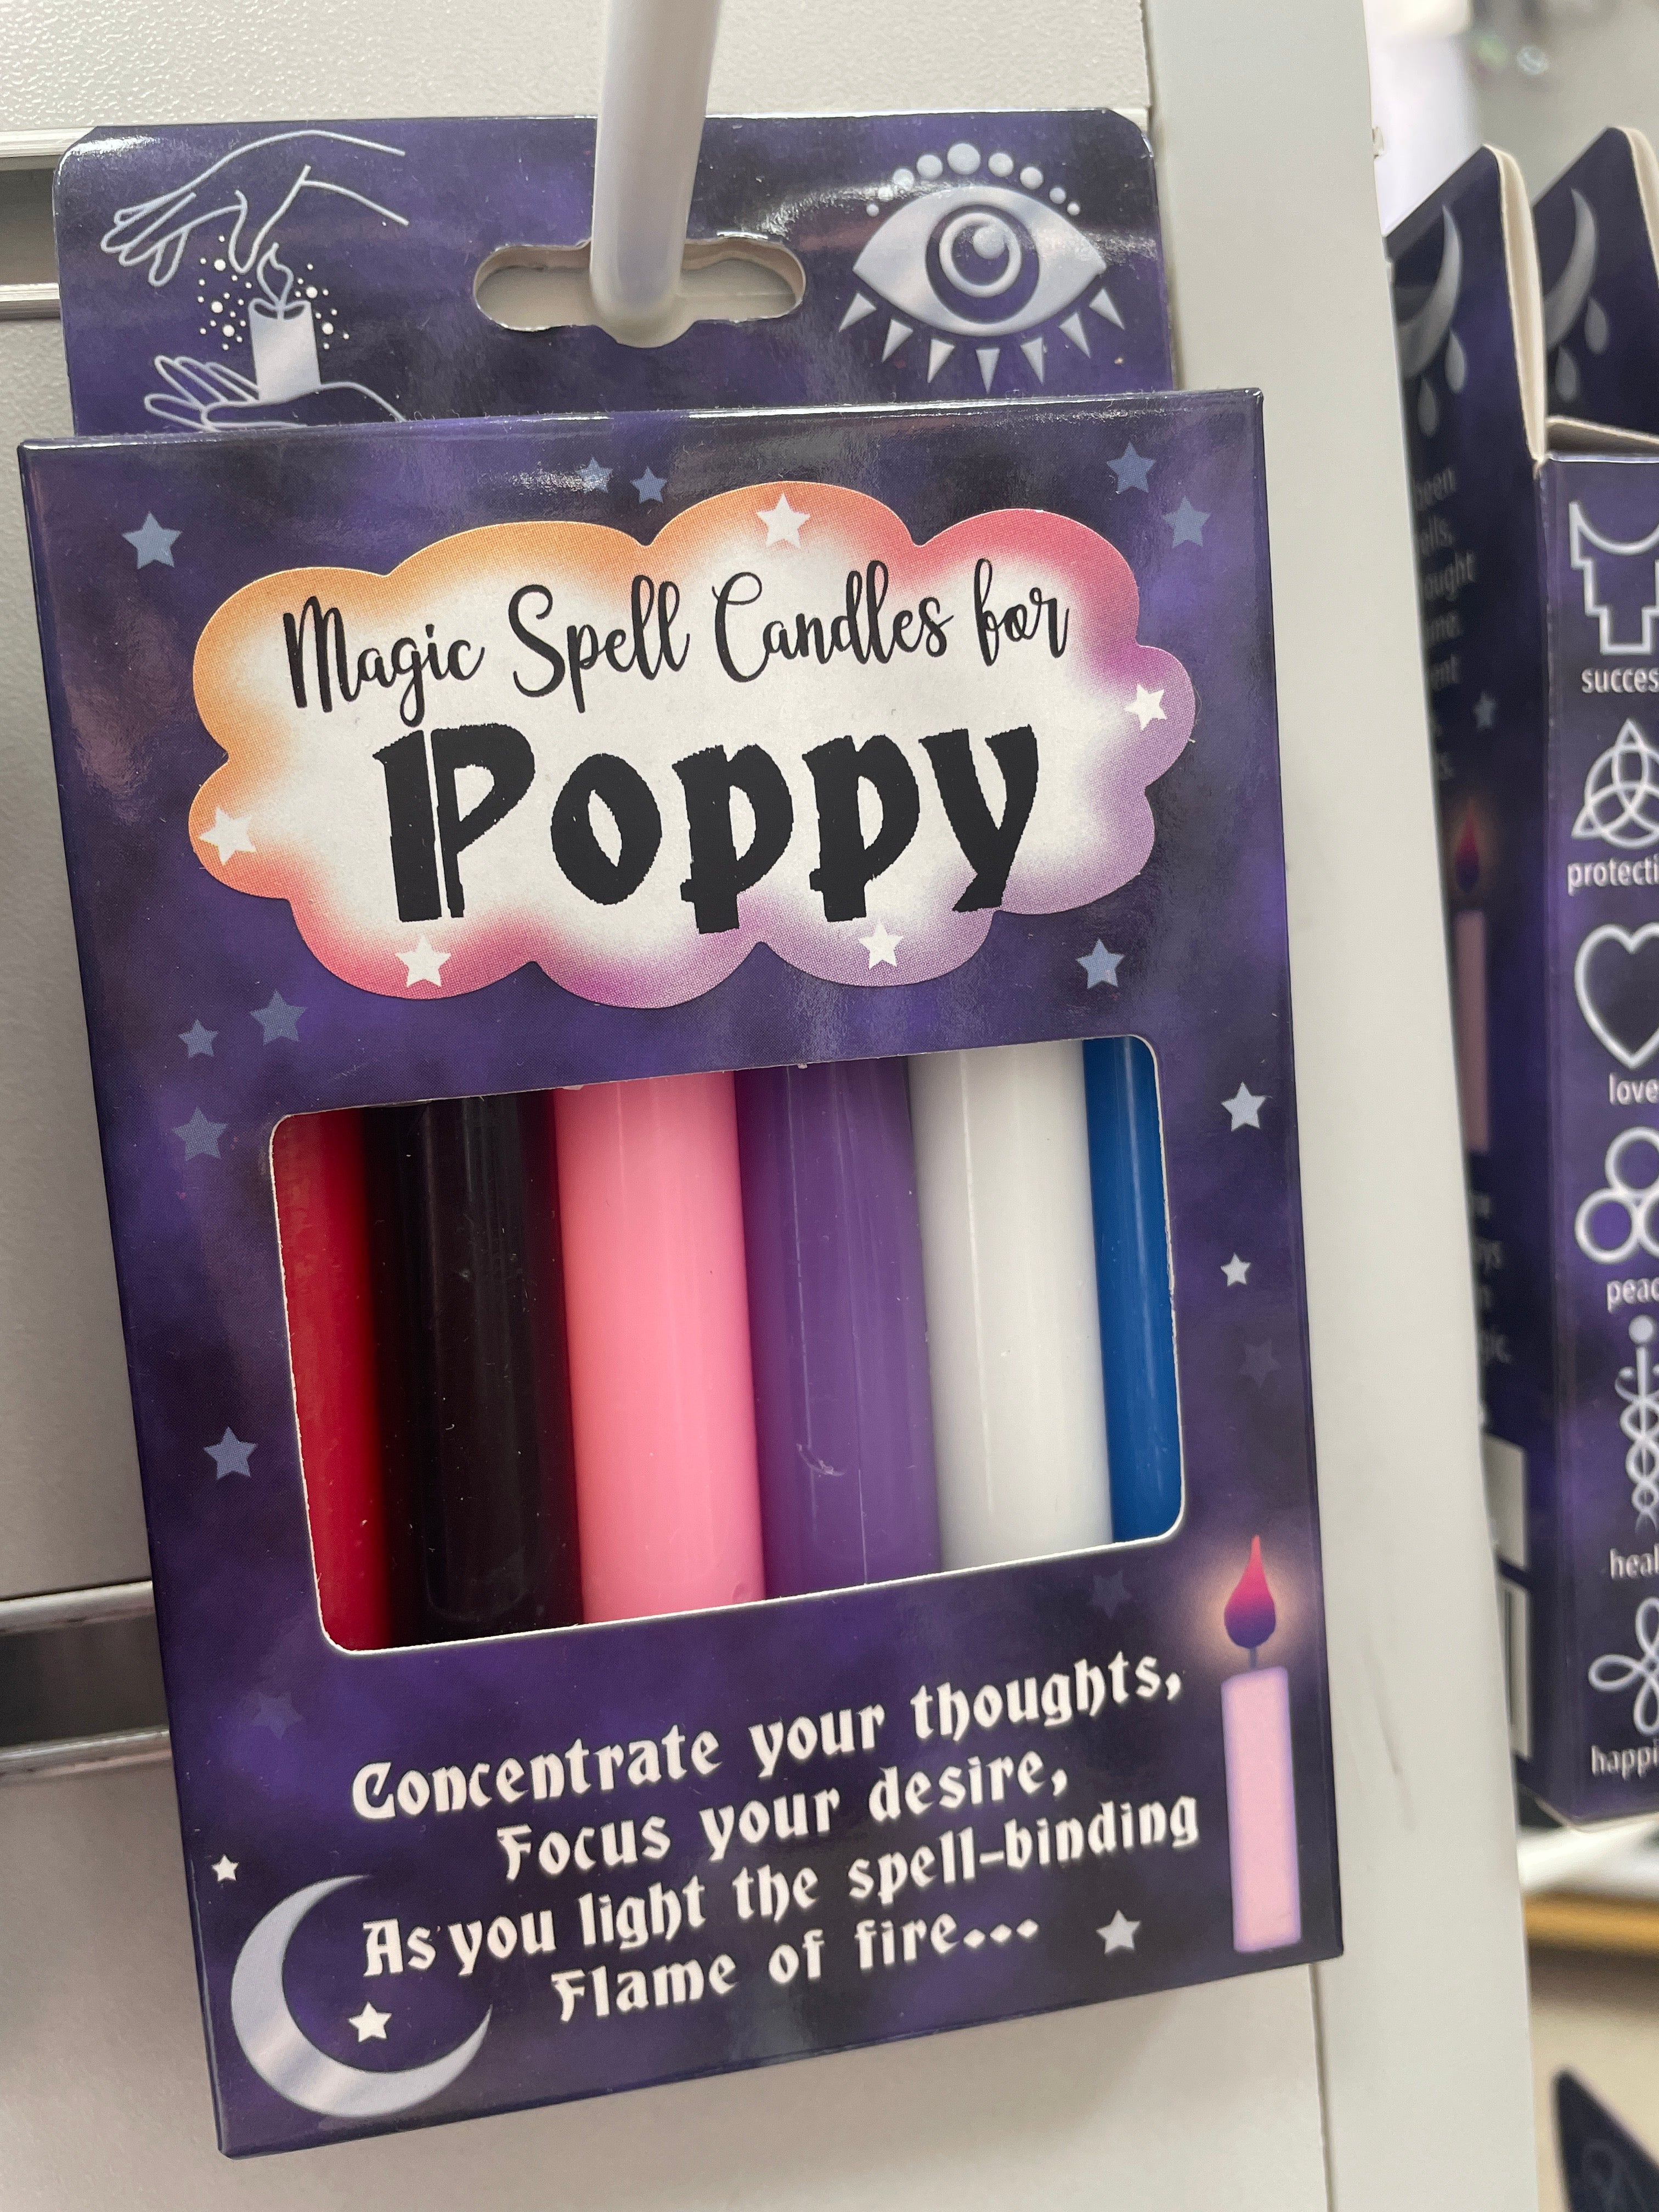 Magic Spell Candles for
Poppy
Concentrate your thoughts,
Focus your desire,
As you light the spell-binding
Flame of fire...
love